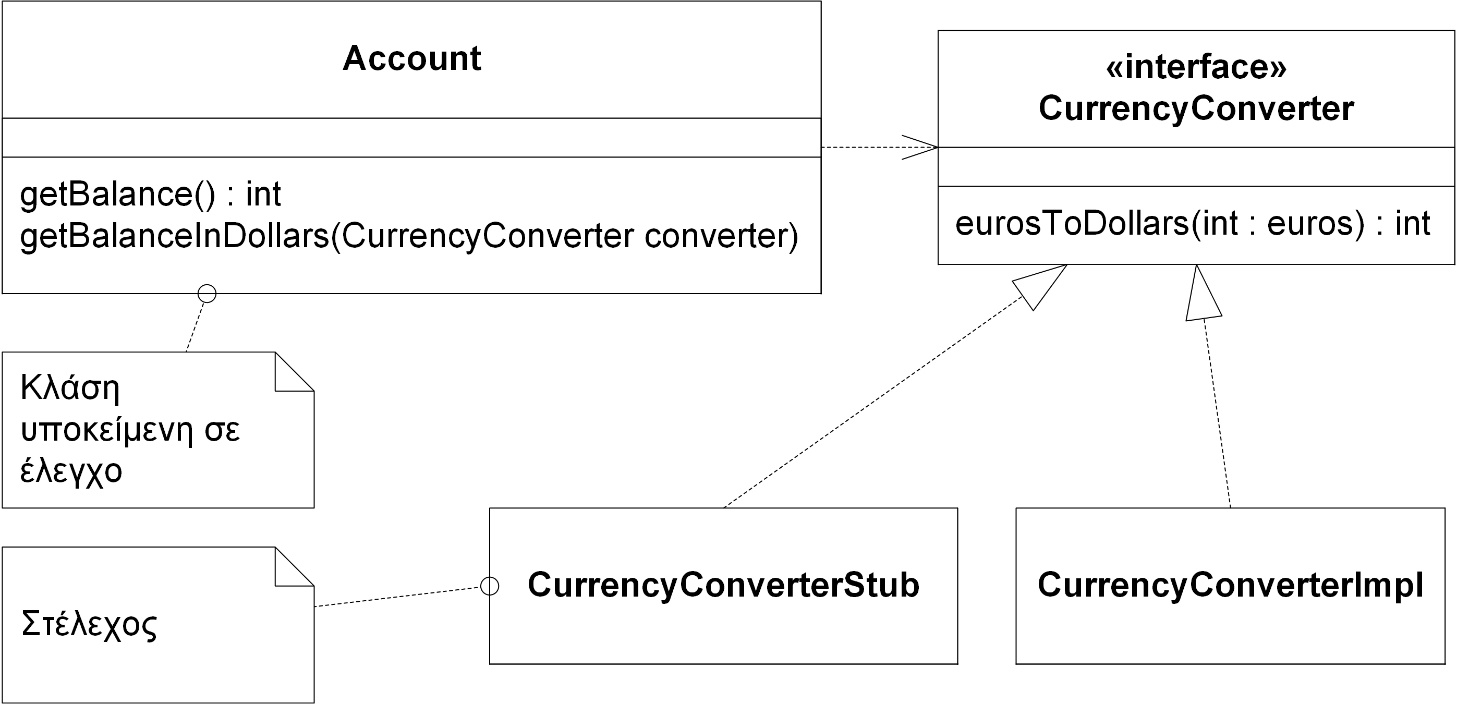 Account
getBalance() : int
getBalanceInDollars(CurrencyConverter converter)
«interface»
CurrencyConverter
eurosToDollars(int : euros) : int
Κλάση
υποκείμενη σε
έλεγχο
Στέλεχος
CurrencyConverterStub
CurrencyConverterImpl